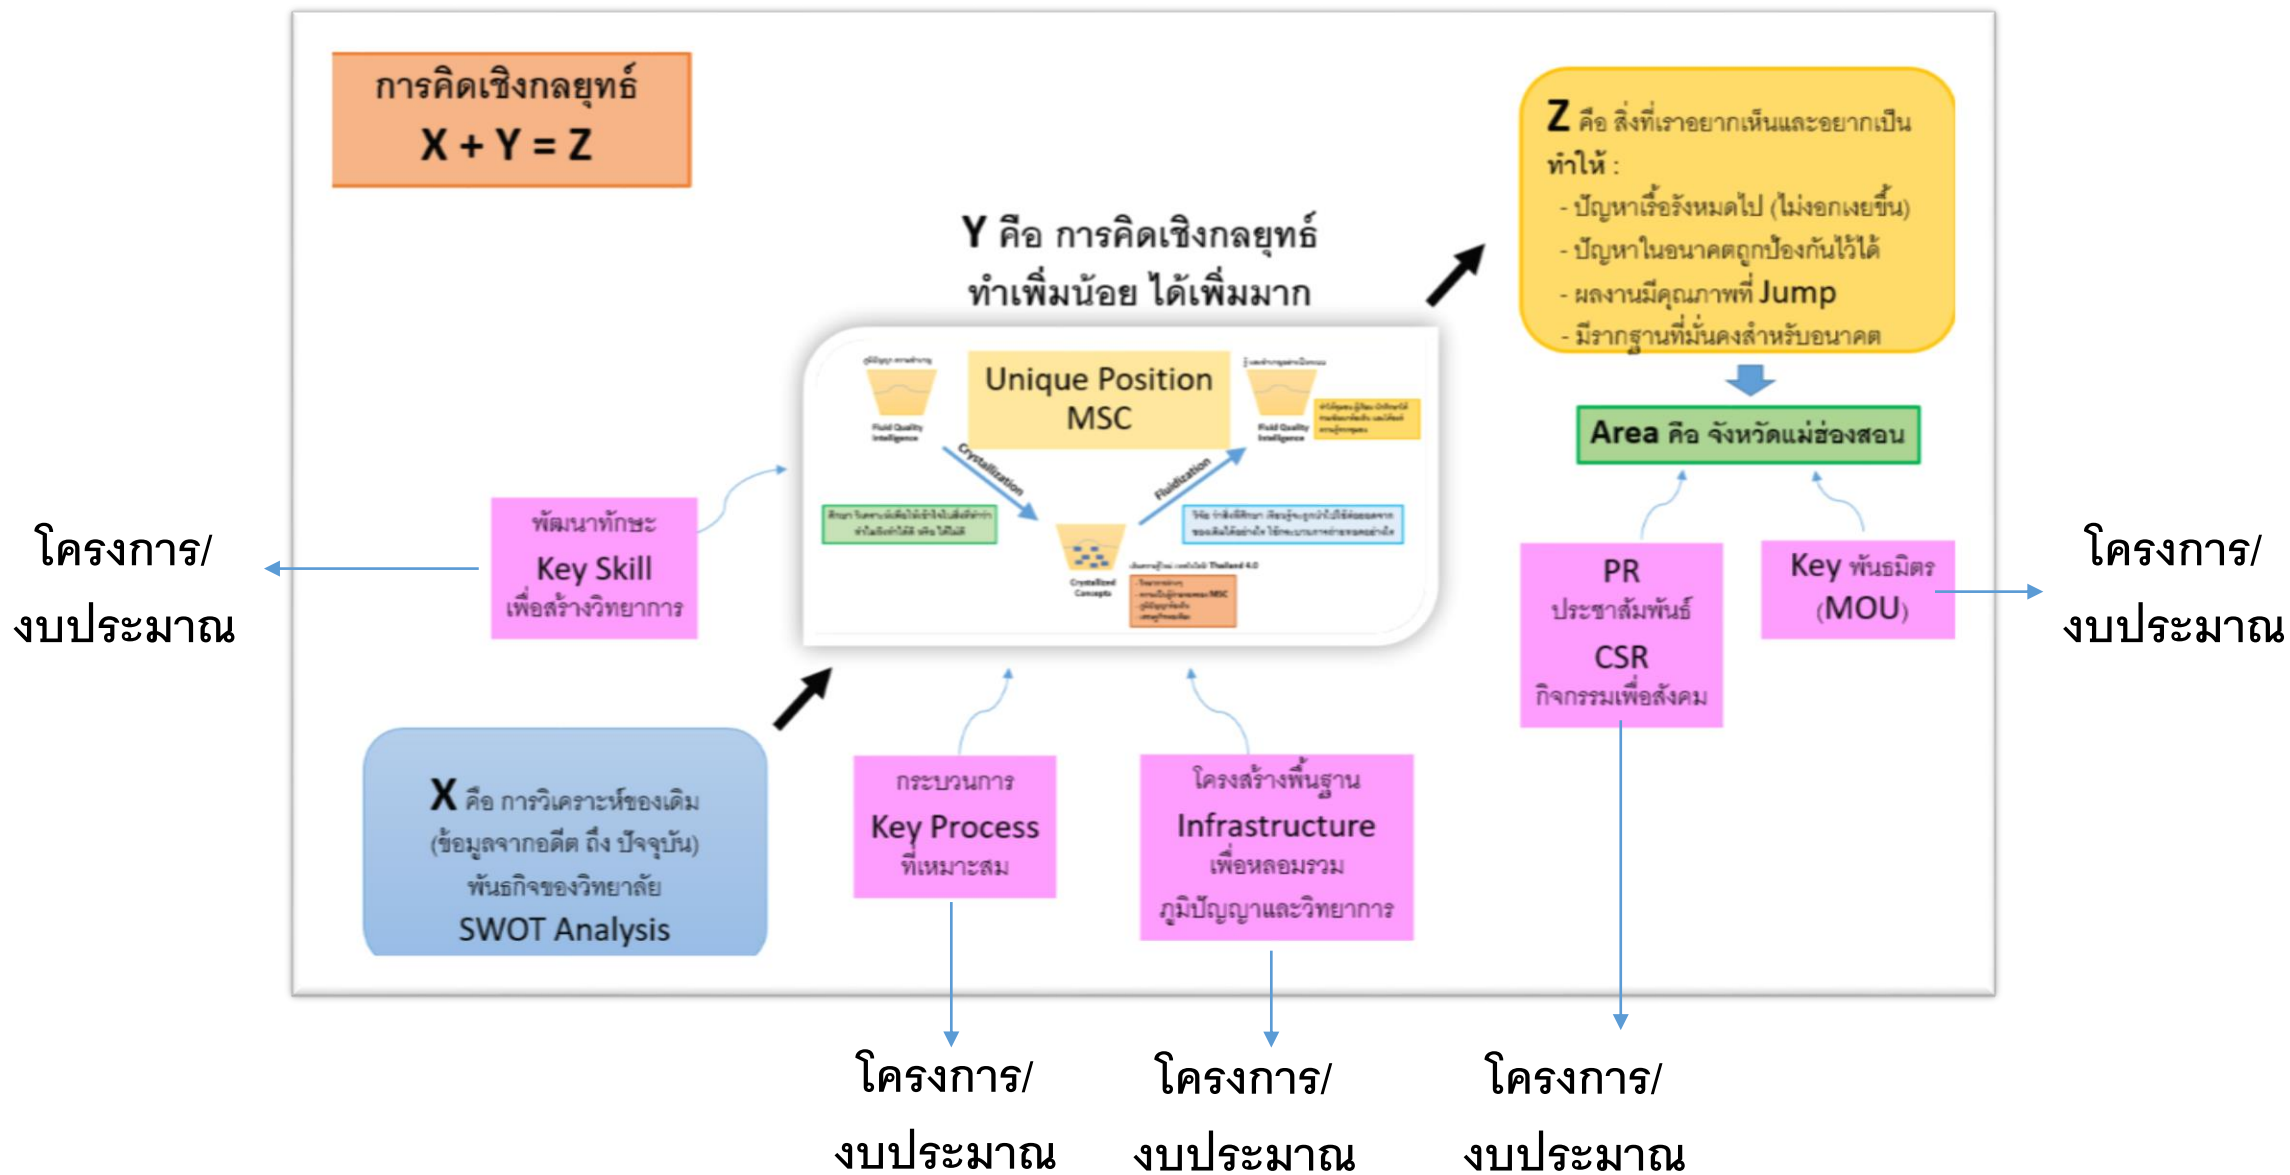 การคิดเชิงกลยุทธ์
X + Y = Z
Z คือ สิ่งที่เราอยากเห็นและอยากเป็น
ทำให้ :
- ปัญหาเรื้อรังหมดไป (ไม่งอกเงยขึ้น)
- ปัญหาในอนาคตถูกป้องกันไว้ได้
- ผลงานมีคุณภาพที่ Jump
- มีรากฐานที่มั่นคงสำหรับอนาคต
Y คือ การคิดเชิงกลยุทธ์
ทำเพิ่มน้อย ได้เพิ่มมาก
Unique Position
MSC
Fluid Quality
Intelligence
Fluid Quality
Intelligence
Crystallization
Fluidization
Thailand 4.0
Crystallized
Concepts
Area คือ จังหวัดแม่ฮ่องสอน
พัฒนาทักษะ
Key Skill
เพื่อสร้างวิทยาการ
โครงการ/
งบประมาณ
PR
ประชาสัมพันธ์
CSR
กิจกรรมเพื่อสังคม
Key พันธมิตร
(MOU)
โครงการ/
งบประมาณ
X คือ การวิเคราะห์ของเดิม
(ข้อมูลจากอดีต ถึง ปัจจุบัน)
พันธกิจของวิทยาลัย
SWOT Analysis
กระบวนการ
Key Process
ที่เหมาะสม
โครงสร้างพื้นฐาน
Infrastructure
เพื่อหลอมรวม
ภูมิปัญญาและวิทยาการ
โครงการ/
งบประมาณ
โครงการ/
งบประมาณ
โครงการ/
งบประมาณ